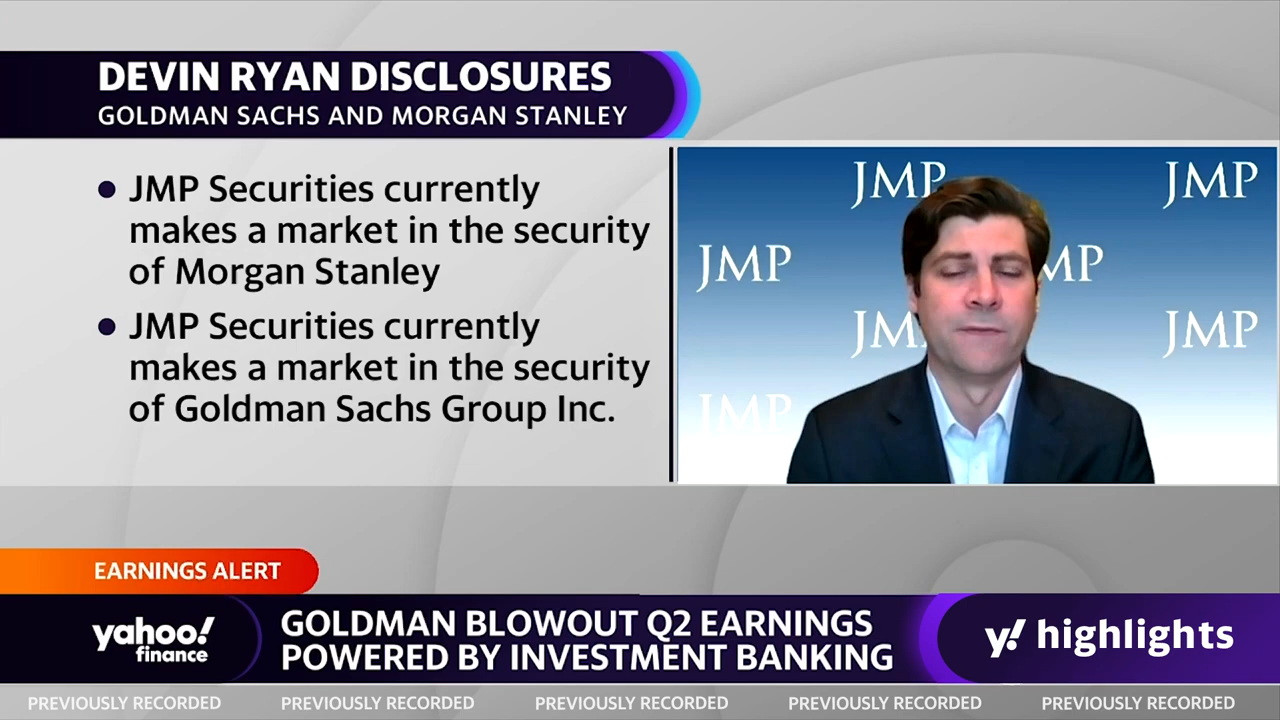 DEVIN RYAN DISCLOSURES
GOLDMAN SACHS AND MORGAN STANLEY
• JMP Securities currently
makes a market in the security
of Morgan Stanley
• JMP Securities currently
makes a market in the security
of Goldman Sachs Group Inc.
JMP JMP
JMP MP
JM JMP
JMP
EARNINGS ALERT
yahoo!
finance
GOLDMAN BLOWOUT Q2 EARNINGS
POWERED BY INVESTMENT BANKING
y! highlights
PREVIOUSLY RECORDED PREVIOUSLY RECORDED PREVIOUSLY RECORDED PREVIOUSLY RECORDED PREVIOUSLY RECORDED